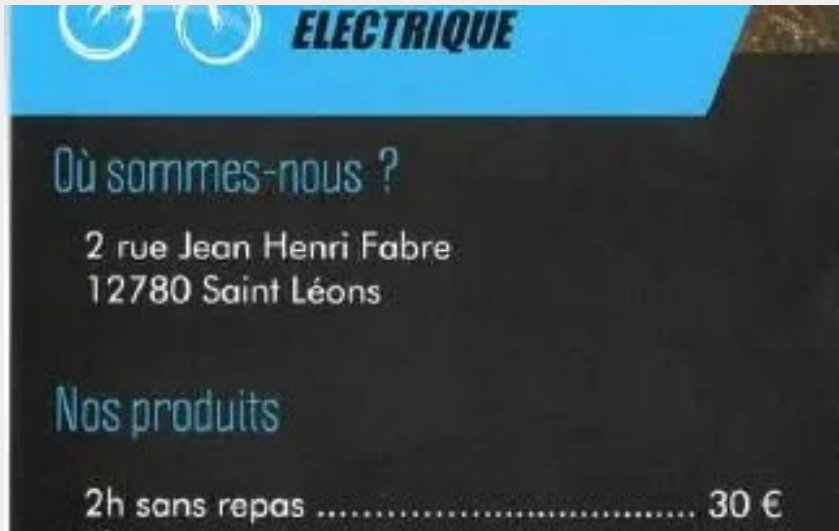 ELECTRIQUE
Où sommes-nous ?
2 rue Jean Henri Fabre
12780 Saint Léons
Nos produits
2h sans repas .................................. 30 €